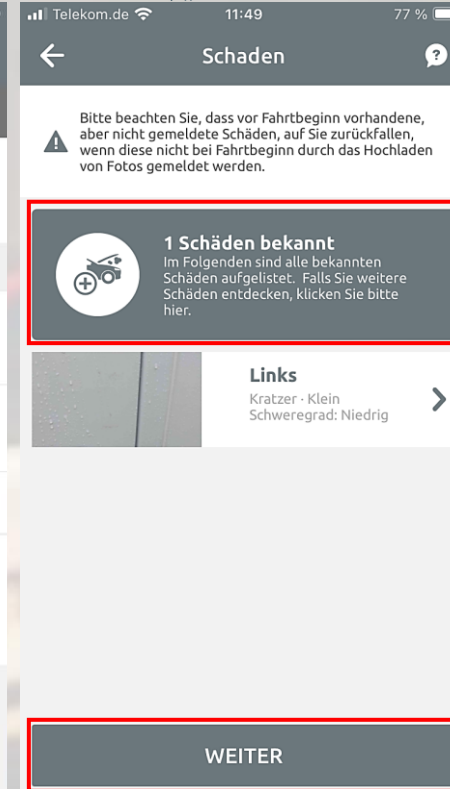 Telekom.de 11:49 77 %
Schaden ?
Bitte beachten Sie, dass vor Fahrtbeginn vorhandene,
aber nicht gemeldete Schäden, auf Sie zurückfallen,
wenn diese nicht bei Fahrtbeginn durch das Hochladen
von Fotos gemeldet werden.
1 Schäden bekannt
Im Folgenden sind alle bekannten
Schäden aufgelistet. Falls Sie weitere
Schäden entdecken, klicken Sie bitte
hier.
Links
Kratzer · Klein
Schweregrad: Niedrig
WEITER